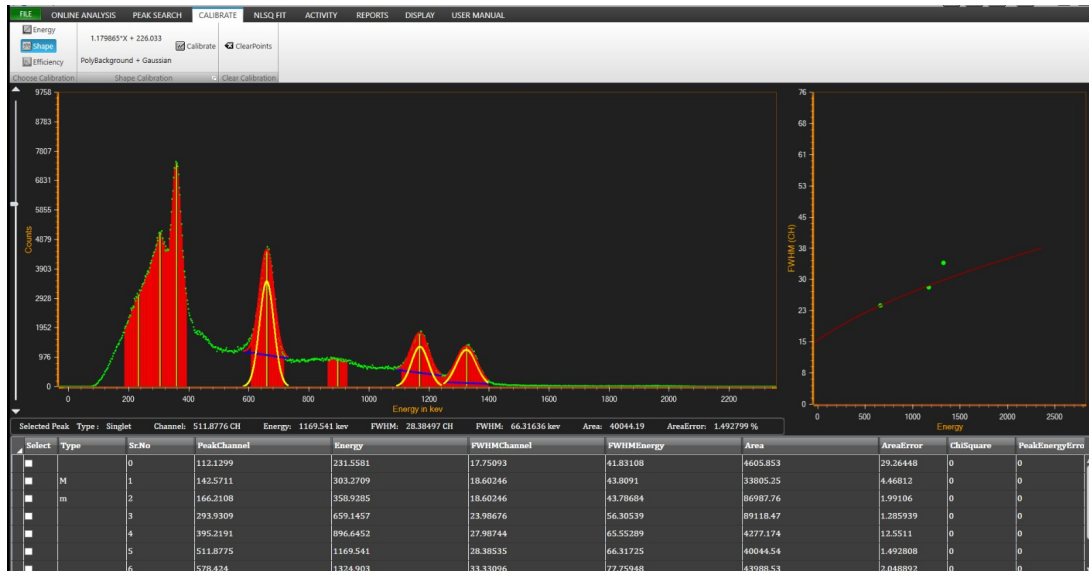 FILE ONLINE ANALYSIS PEAK SEARCH CALIBRATE NLSQ FIT ACTIVITY REPORTS DISPLAY USER MANUAL
Energy
Shape
Efficiency
1.179865*X + 226.033
PolyBackground + Gaussian
Calibrate
ClearPoints
Choose Calibration Shape Calibration Clear Calibration
9758
8783
7807
6831
5855
4879
3903
2928
1952
976
0
Counts
0 200 400 600 800 1000 1200 1400 1600 1800 2000 2200
Energy in kev
76
68
61
53
45
38
30
23
15
8
0
FWHM (CH)
0 500 1000 1500 2000 2500
Energy
Selected Peak Type : Singlet Channel: 511.8776 CH Energy: 1169.541 kev FWHM: 28.38497 CH FWHM: 66.31636 kev Area: 40044.19 AreaError: 1.492799 %
Select Type Sr.No PeakChannel Energy FWHMChannel FWHMEnergy Area AreaError ChiSquare PeakEnergyErro
0 112.1299 231.5581 17.75093 41.83108 4605.853 29.26448 0 0
M 1 142.5711 303.2709 18.60246 43.8091 33805.25 4.46812 0 0
m 2 166.2108 358.9285 18.60246 43.78684 86987.76 1.99106 0 0
3 293.9309 659.1457 23.98676 56.30539 89118.47 1.285939 0 0
4 395.2191 896.6452 27.98744 65.55289 4277.174 12.5511 0 0
5 511.8775 1169.541 28.38535 66.31725 40044.54 1.492808 0 0
6 578.424 1324.903 33.33096 77.75948 43988.53 2.048892 0 0